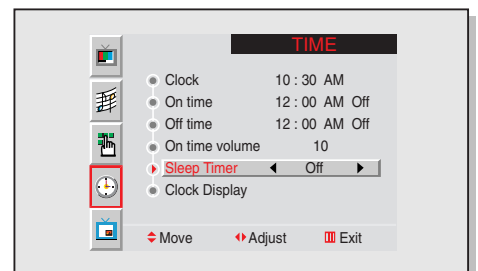 TIME
Clock 10 : 30 AM
On time 12 : 00 AM Off
Off time 12 : 00 AM Off
On time volume 10
Sleep Timer Off
Clock Display
Move Adjust Exit